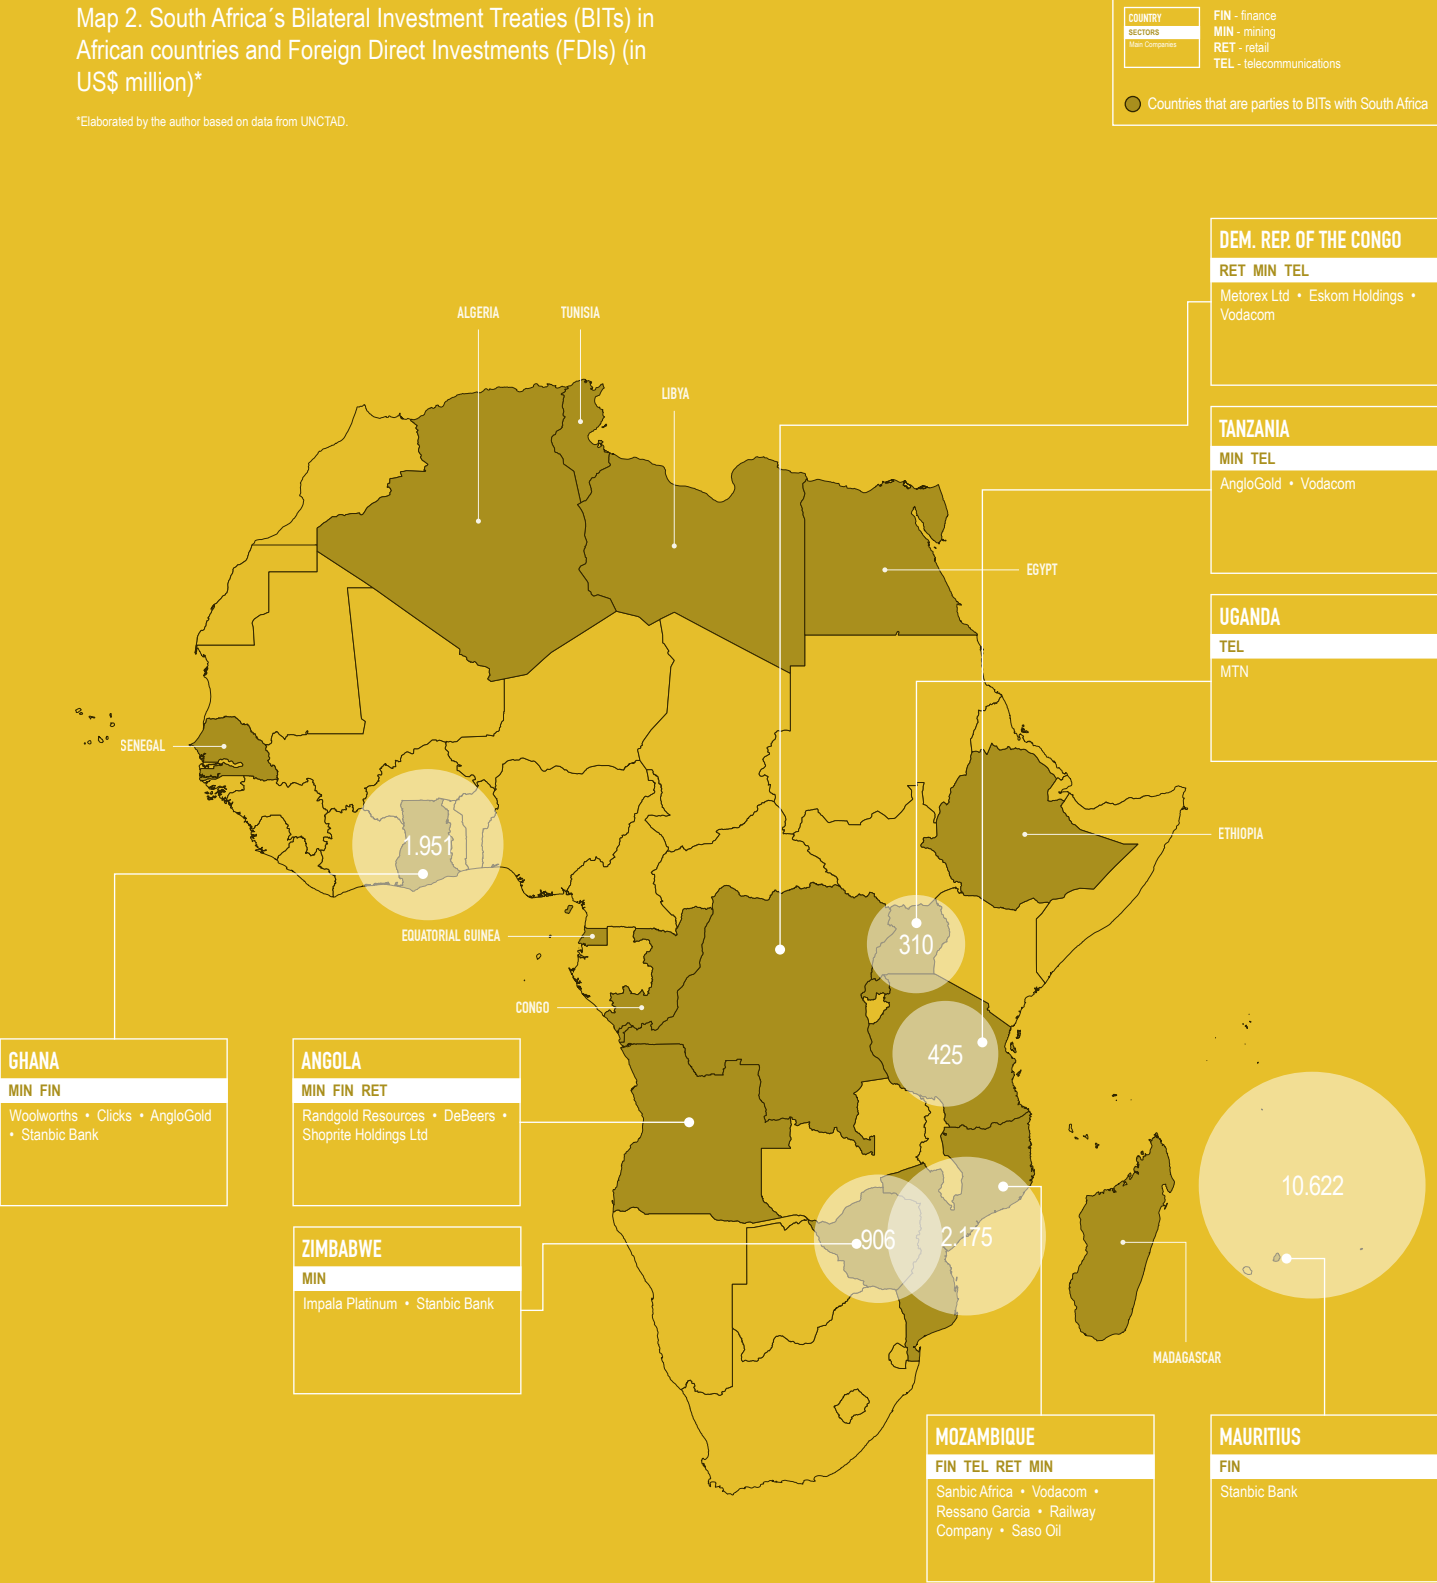 Map 2. South Africa´s Bilateral Investment Treaties (BITs) in
African countries and Foreign Direct Investments (FDIs) (in
US$ million)*
*Elaborated by the author based on data from UNCTAD.
COUNTRY
SECTORS
Main Companies
FIN - finance
MIN - mining
RET - retail
TEL - telecommunications
Countries that are parties to BITs with South Africa
DEM. REP. OF THE CONGO
RET MIN TEL
Metorex Ltd • Eskom Holdings •
Vodacom
TANZANIA
MIN TEL
AngloGold • Vodacom
UGANDA
TEL
MTN
ALGERIA
TUNISIA
LIBYA
EGYPT
SENEGAL
ETHIOPIA
EQUATORIAL GUINEA
CONGO
MADAGASCAR
1.951
310
425
906
2.175
10.622
GHANA
MIN FIN
Woolworths • Clicks • AngloGold
• Stanbic Bank
ANGOLA
MIN FIN RET
Randgold Resources • DeBeers •
Shoprite Holdings Ltd
ZIMBABWE
MIN
Impala Platinum • Stanbic Bank
MOZAMBIQUE
FIN TEL RET MIN
Sanbic Africa • Vodacom •
Ressano Garcia • Railway
Company • Saso Oil
MAURITIUS
FIN
Stanbic Bank